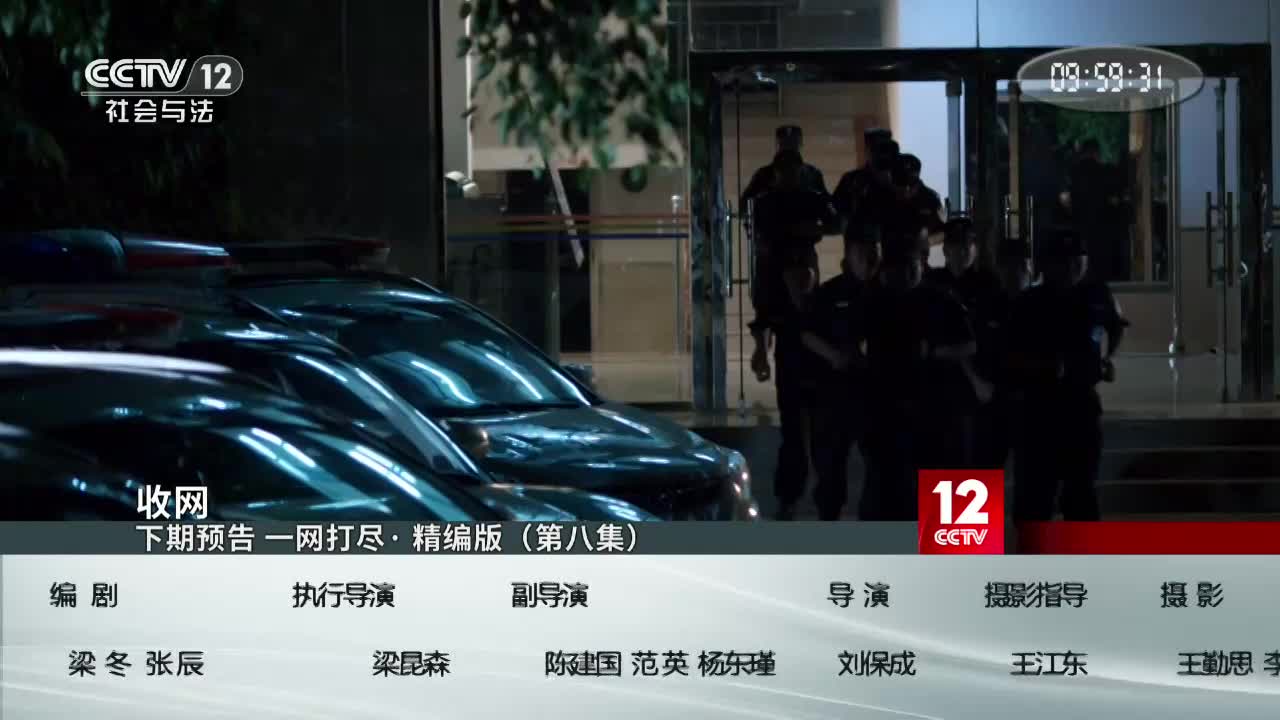 CCTV 12
社会与法
09:59:31
收网
下期预告 一网打尽·精编版（第八集）
12
CCTV
编 剧 执行导演 副导演 导 演 摄影指导 摄 影
梁 冬 张 辰 梁昆森 陈建国 范 英 杨东瑾 刘保成 王江东 王勤思 李